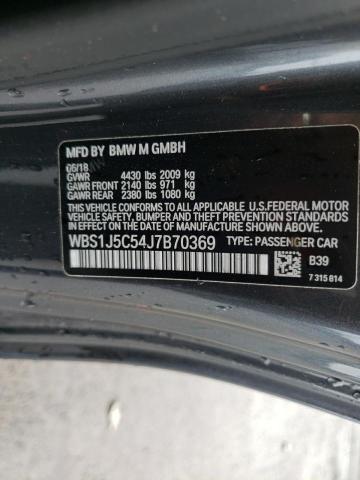 MFD BY BMW M GMBH
05/18
GVWR 4430 lbs 2009 kg
GAWR FRONT 2140 lbs 971 kg
GAWR REAR 2380 lbs 1080 kg
THIS VEHICLE CONFORMS TO ALL APPLICABLE U.S.FEDERAL MOTOR
VEHICLE SAFETY, BUMPER, AND THEFT PREVENTION STANDARDS
IN EFFECT ON THE DATE OF MANUFACTURE SHOWN ABOVE.
WBS1J5C54J7B70369 TYPE: PASSENGER CAR
B39
7 315 814